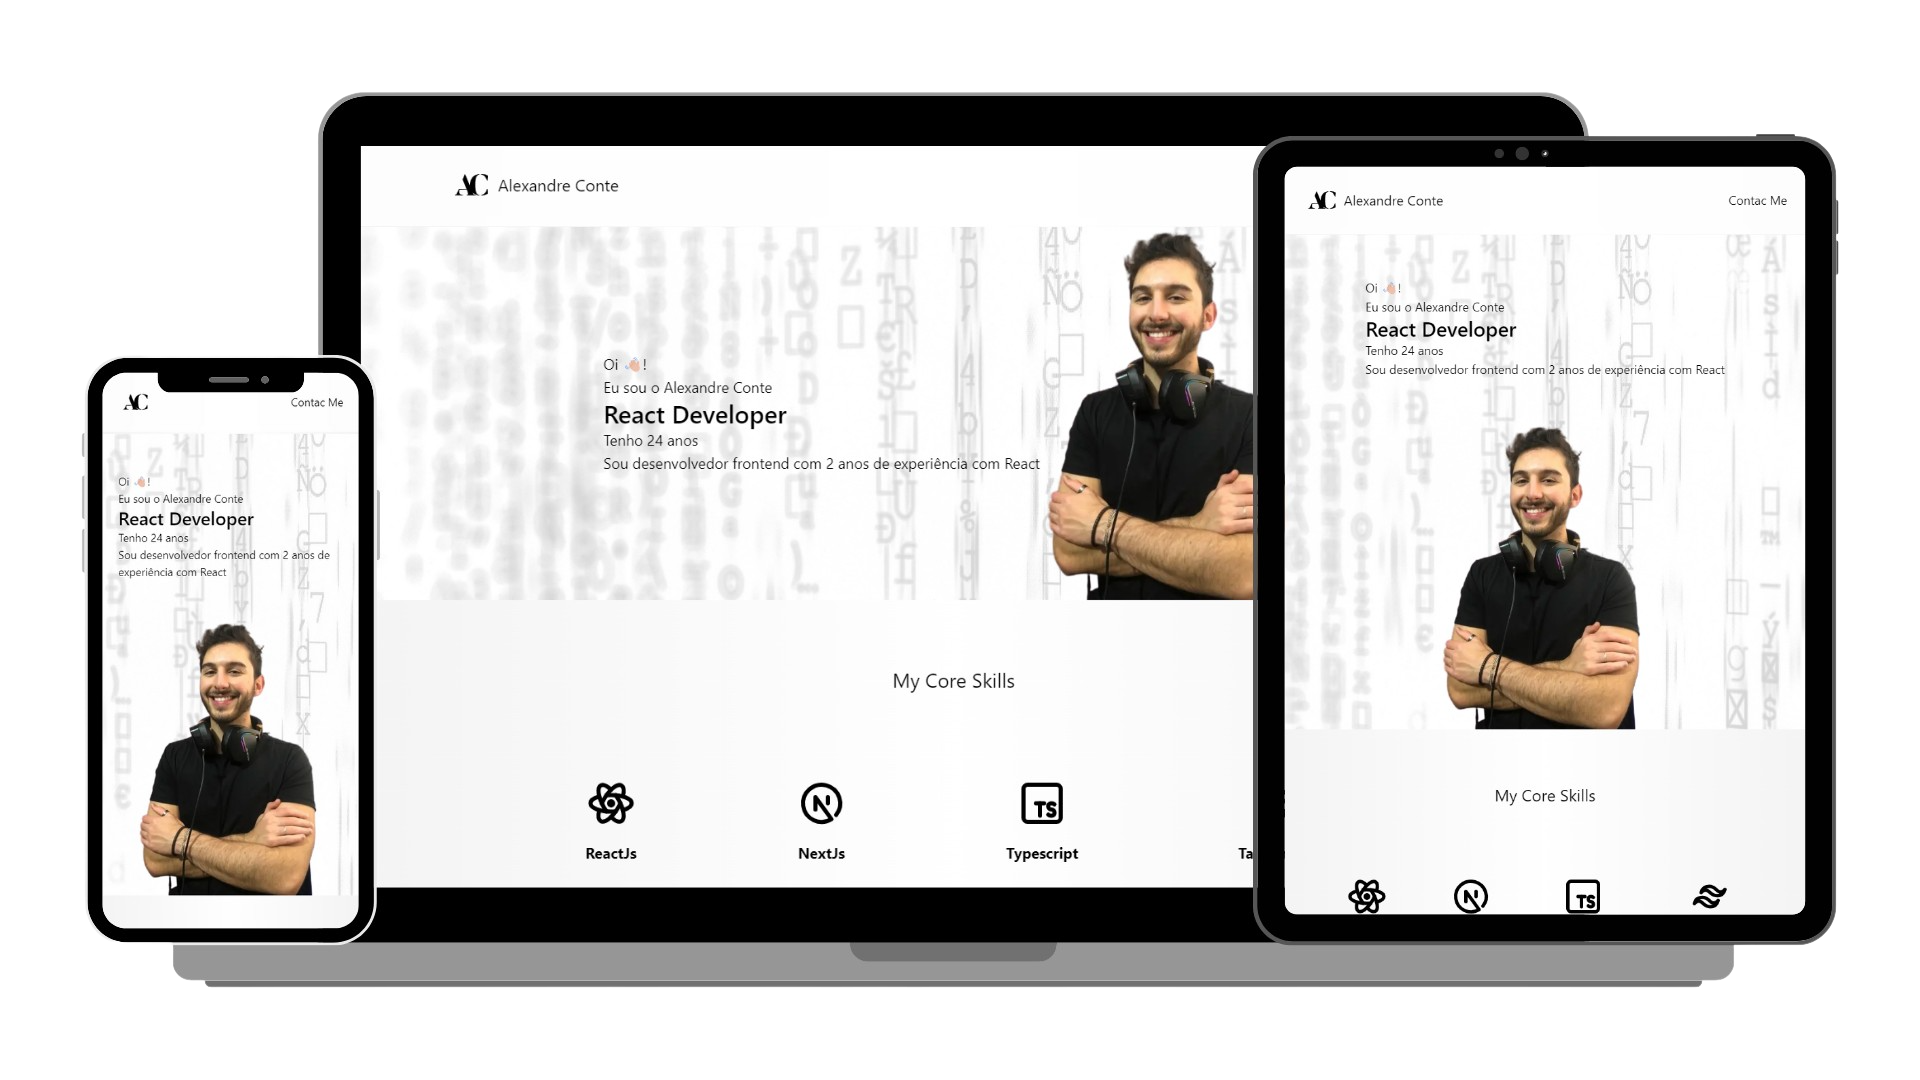 AC Alexandre Conte
Oi 👋🏻!
Eu sou o Alexandre Conte
React Developer
Tenho 24 anos
Sou desenvolvedor frontend com 2 anos de experiência com React
My Core Skills
ReactJs
NextJs
TS
Typescript
Ta
AC Contac Me
Oi 👋🏻!
Eu sou o Alexandre Conte
React Developer
Tenho 24 anos
Sou desenvolvedor frontend com 2 anos de
experiência com React
AC Alexandre Conte Contac Me
Oi 👋🏻!
Eu sou o Alexandre Conte
React Developer
Tenho 24 anos
Sou desenvolvedor frontend com 2 anos de experiência com React
My Core Skills
TS